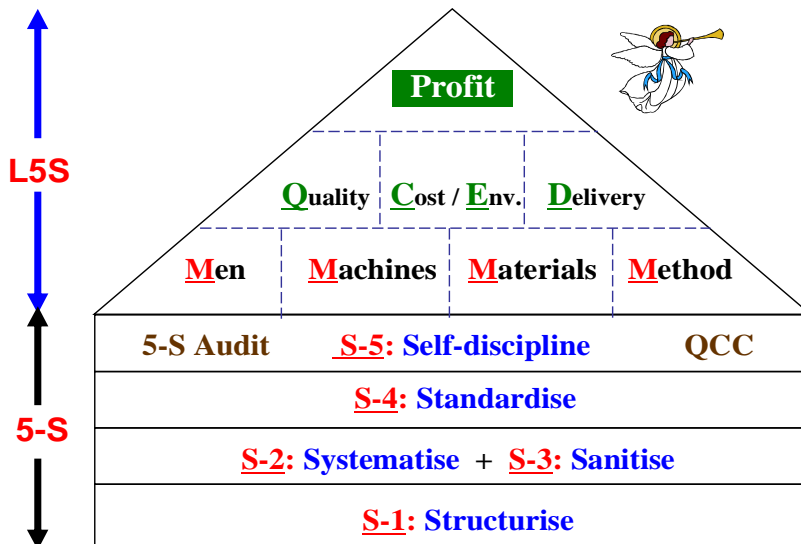 Profit
L5S
Quality Cost / Env. Delivery
Men Machines Materials Method
5-S Audit S-5: Self-discipline QCC
S-4: Standardise
5-S
S-2: Systematise + S-3: Sanitise
S-1: Structurise